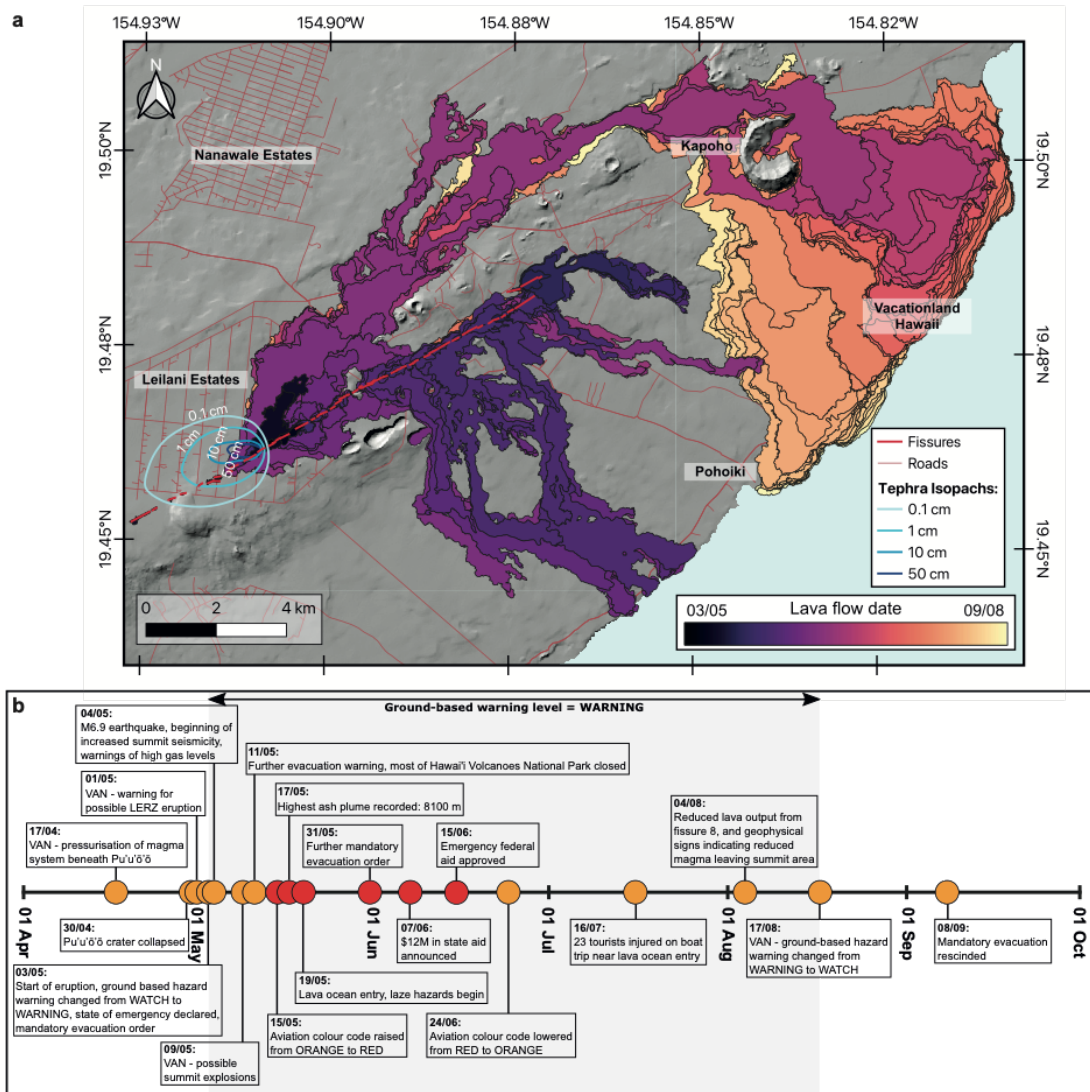 a
154.93°W
154.90°W
154.88°W
154.85°W
154.82°W
N
19.50°N
19.48°N
19.45°N
19.50°N
19.48°N
19.45°N
Nanawale Estates
Kapoho
Vacationland
Hawaii
Leilani Estates
Pohoiki
0.1 cm
1cm
10 cm
50 cm
Fissures
Roads
Tephra Isopachs:
0.1 cm
1 cm
10 cm
50 cm
0 2 4 km
03/05 Lava flow date 09/08
b
Ground-based warning level = WARNING
04/05:
M6.9 earthquake, beginning of
increased summit seismicity,
warnings of high gas levels
11/05:
Further evacuation warning, most of Hawai'i Volcanoes National Park closed
01/05:
VAN - warning for
possible LERZ eruption
17/05:
Highest ash plume recorded: 8100 m
17/04:
VAN - pressurisation of magma
system beneath Pu'u'ō'ō
31/05:
Further mandatory
evacuation order
15/06:
Emergency federal
aid approved
04/08:
Reduced lava output from
fissure 8, and geophysical
signs indicating reduced
magma leaving summit area
01 Apr
01 May
01 Jun
01 Jul
01 Aug
01 Sep
01 Oct
30/04:
Pu'u'ō'ō crater collapsed
03/05:
Start of eruption, ground based hazard
warning changed from WATCH to
WARNING, state of emergency declared,
mandatory evacuation order
09/05:
VAN - possible
summit explosions
15/05:
Aviation colour code raised
from ORANGE to RED
19/05:
Lava ocean entry, laze hazards begin
07/06:
$12M in state aid
announced
24/06:
Aviation colour code lowered
from RED to ORANGE
16/07:
23 tourists injured on boat
trip near lava ocean entry
17/08:
VAN - ground-based hazard
warning changed from
WARNING to WATCH
08/09:
Mandatory evacuation
rescinded